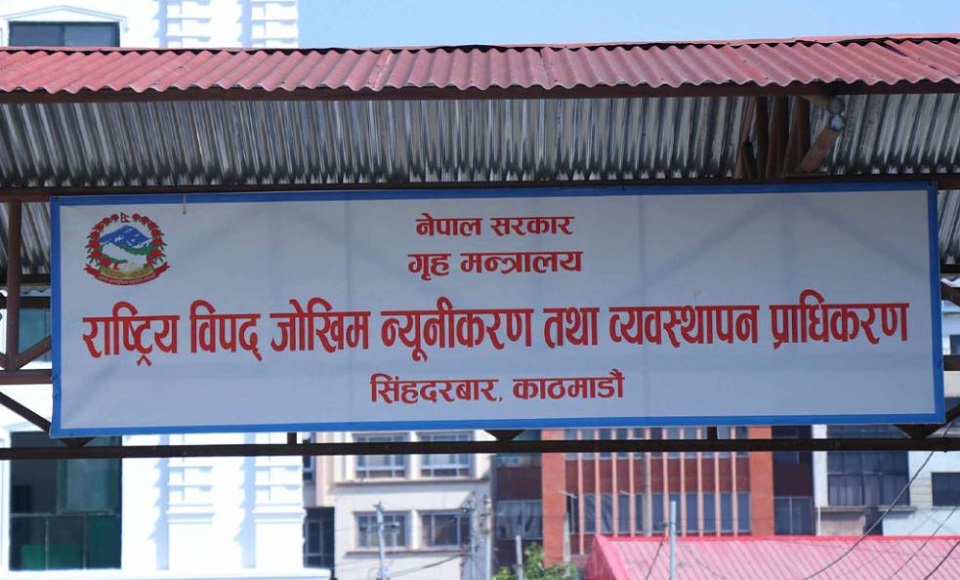 नेपाल सरकार
गृह मन्त्रालय
राष्ट्रिय विपद् जोखिम न्यूनीकरण तथा व्यवस्थापन प्राधिकरण
सिंहदरबार, काठमाडौं